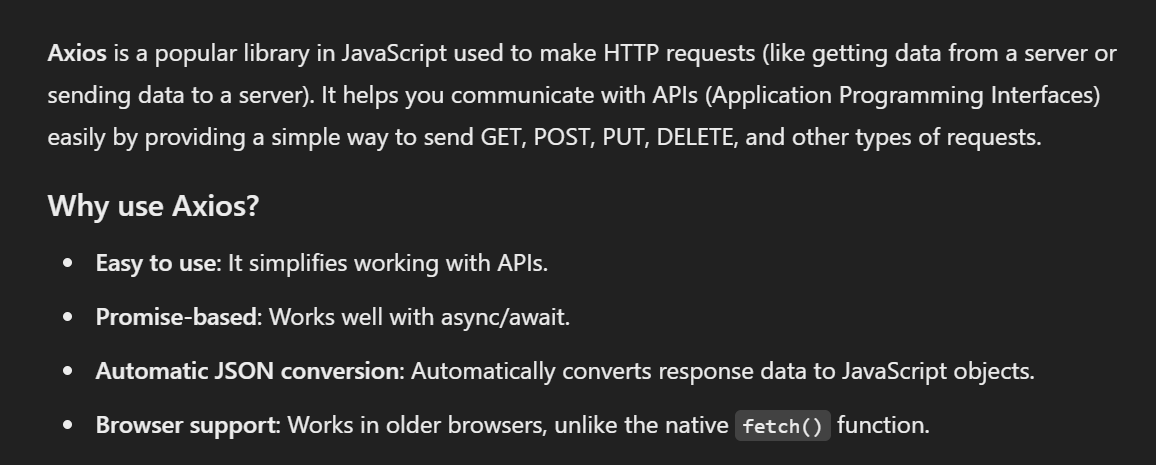 Axios is a popular library in JavaScript used to make HTTP requests (like getting data from a server or
sending data to a server). It helps you communicate with APIs (Application Programming Interfaces)
easily by providing a simple way to send GET, POST, PUT, DELETE, and other types of requests.
Why use Axios?
• Easy to use: It simplifies working with APIs.
• Promise-based: Works well with async/await.
• Automatic JSON conversion: Automatically converts response data to JavaScript objects.
• Browser support: Works in older browsers, unlike the native fetch() function.